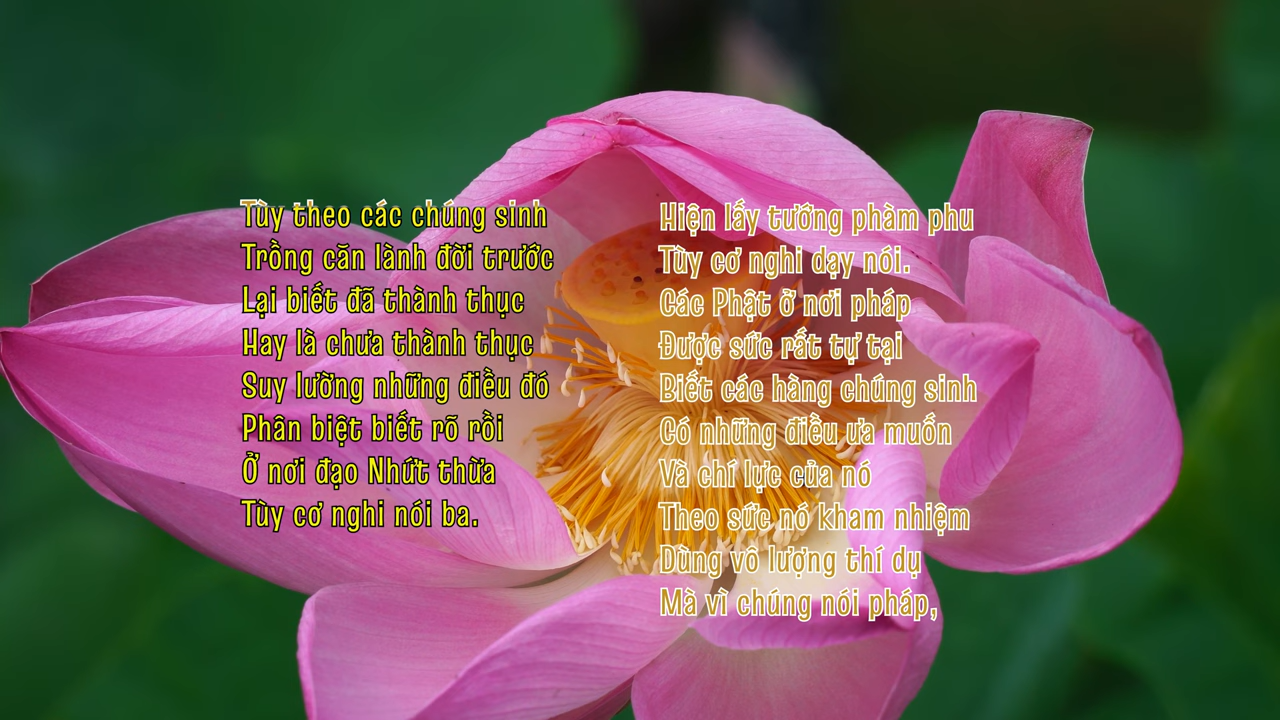 Tùy theo các chúng sinh
Trồng căn lành đời trước
Lại biết đã thành thục
Hay là chưa thành thục
Suy lường những điều đó
Phân biệt biết rõ rồi
Ở nơi đạo Nhứt thừa
Tùy cơ nghi nói ba.
Hiện lấy tướng phàm phu
Tùy cơ nghi dạy nói.
Các Phật ở nơi pháp
Được sức rất tự tại
Biết các hàng chúng sinh
Có những điều ưa muốn
Và chí lực của nó
Theo sức nó kham nhiệm
Dùng vô lượng thí dụ
Mà vì chúng nói pháp,